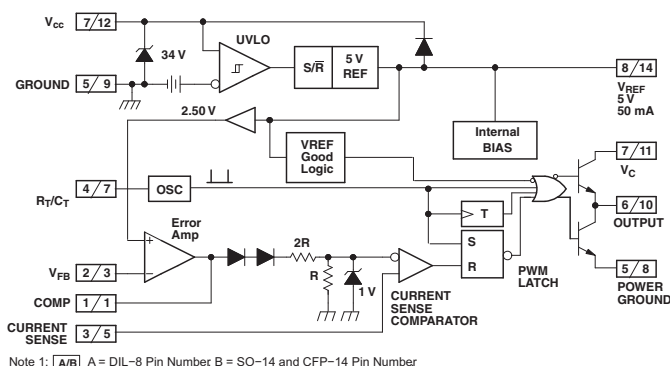 Vcc 7/12
UVLO
34 V
S/R̅
5 V
REF
8/14
VREF
5 V
50 mA
GROUND 5/9
2.50 V
VREF
Good
Logic
Internal
BIAS
7/11
VC
4/7
RT/CT
OSC
T
6/10
OUTPUT
Error
Amp
+
−
VFB 2/3
2R
R
1 V
S
R
PWM
LATCH
5/8
POWER
GROUND
COMP 1/1
CURRENT
SENSE
COMPARATOR
CURRENT
SENSE 3/5
Note 1: A/B A = DIL−8 Pin Number. B = SO−14 and CFP−14 Pin Number